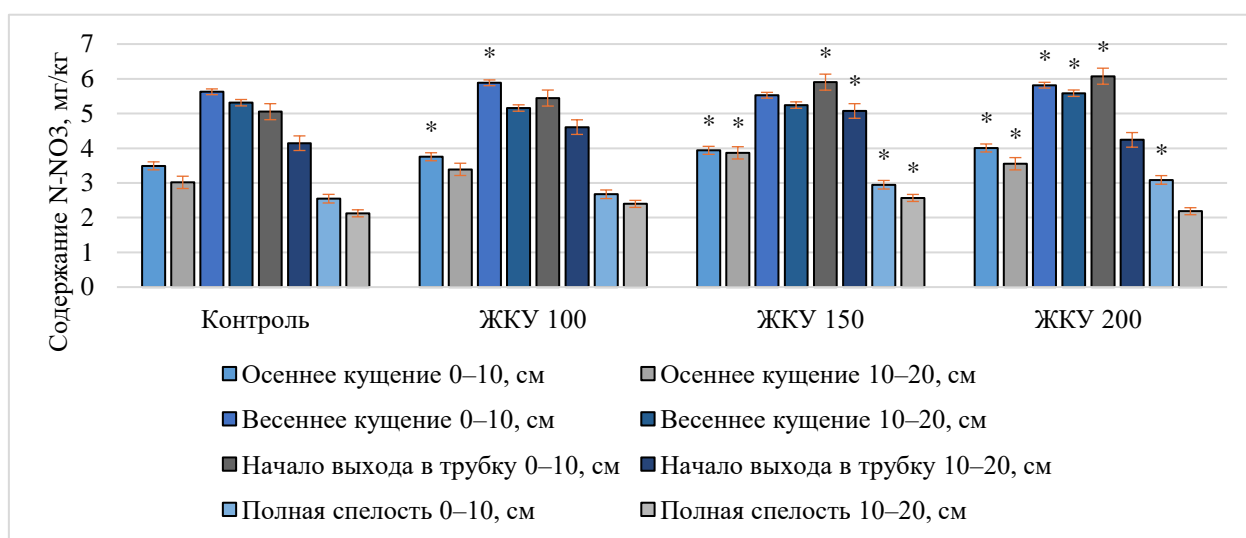 Содержание N-NO3, мг/кг
7
6
5
4
3
2
1
0
* * * * * * * * * * * * * *
Контроль ЖКУ 100 ЖКУ 150 ЖКУ 200
Осеннее кущение 0–10, см Осеннее кущение 10–20, см
Весеннее кущение 0–10, см Весеннее кущение 10–20, см
Начало выхода в трубку 0–10, см Начало выхода в трубку 10–20, см
Полная спелость 0–10, см Полная спелость 10–20, см